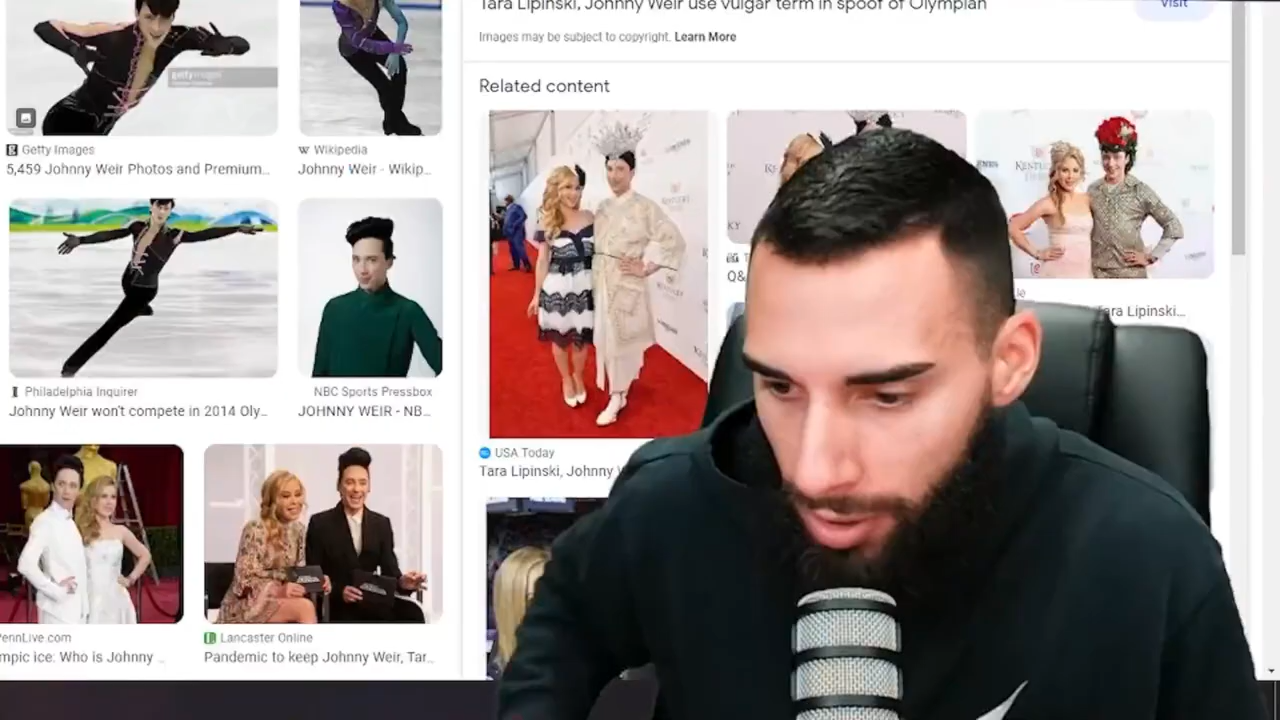 Tara Lipinski, Johnny Weir use vulgar term in spoof of Olympian
Visit
Images may be subject to copyright. Learn More
Related content
gettyimages
Getty Images
5,459 Johnny Weir Photos and Premium...
W Wikipedia
Johnny Weir - Wikip...
Philadelphia Inquirer
Johnny Weir won't compete in 2014 Oly...
NBC Sports Pressbox
JOHNNY WEIR - NB...
USA Today
Tara Lipinski, Johnny
Q&
Tara Lipinski...
PennLive.com
mpic ice: Who is Johnny ...
Lancaster Online
Pandemic to keep Johnny Weir, Tar...